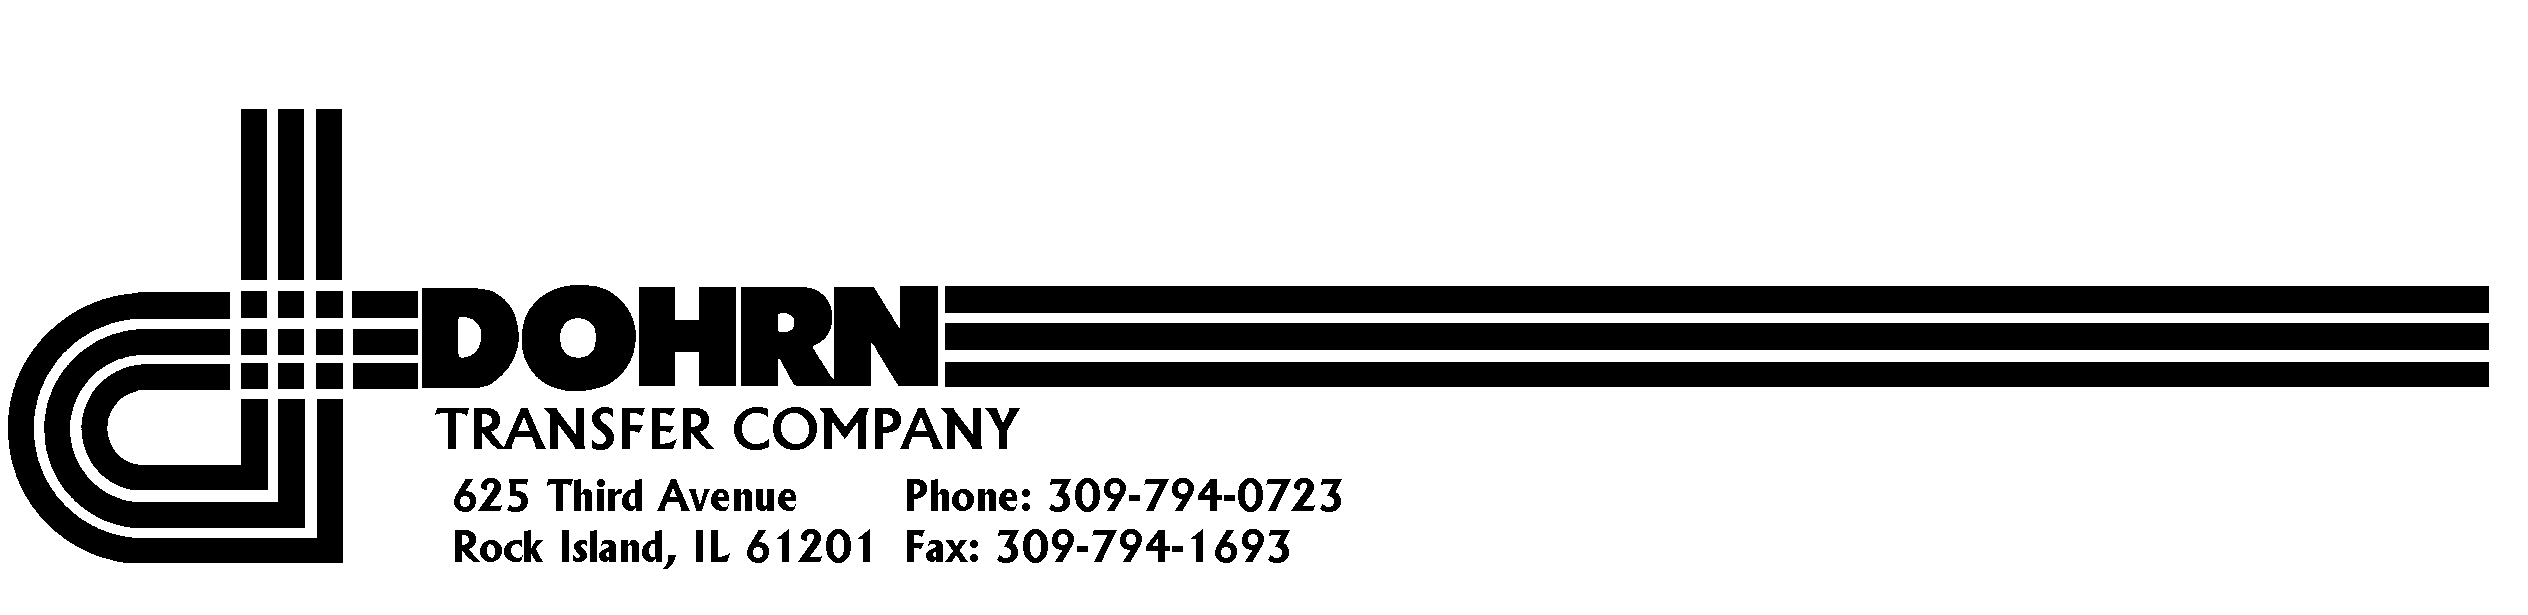 DOHRN
TRANSFER COMPANY
625 Third Avenue Phone: 309-794-0723
Rock Island, IL 61201 Fax: 309-794-1693